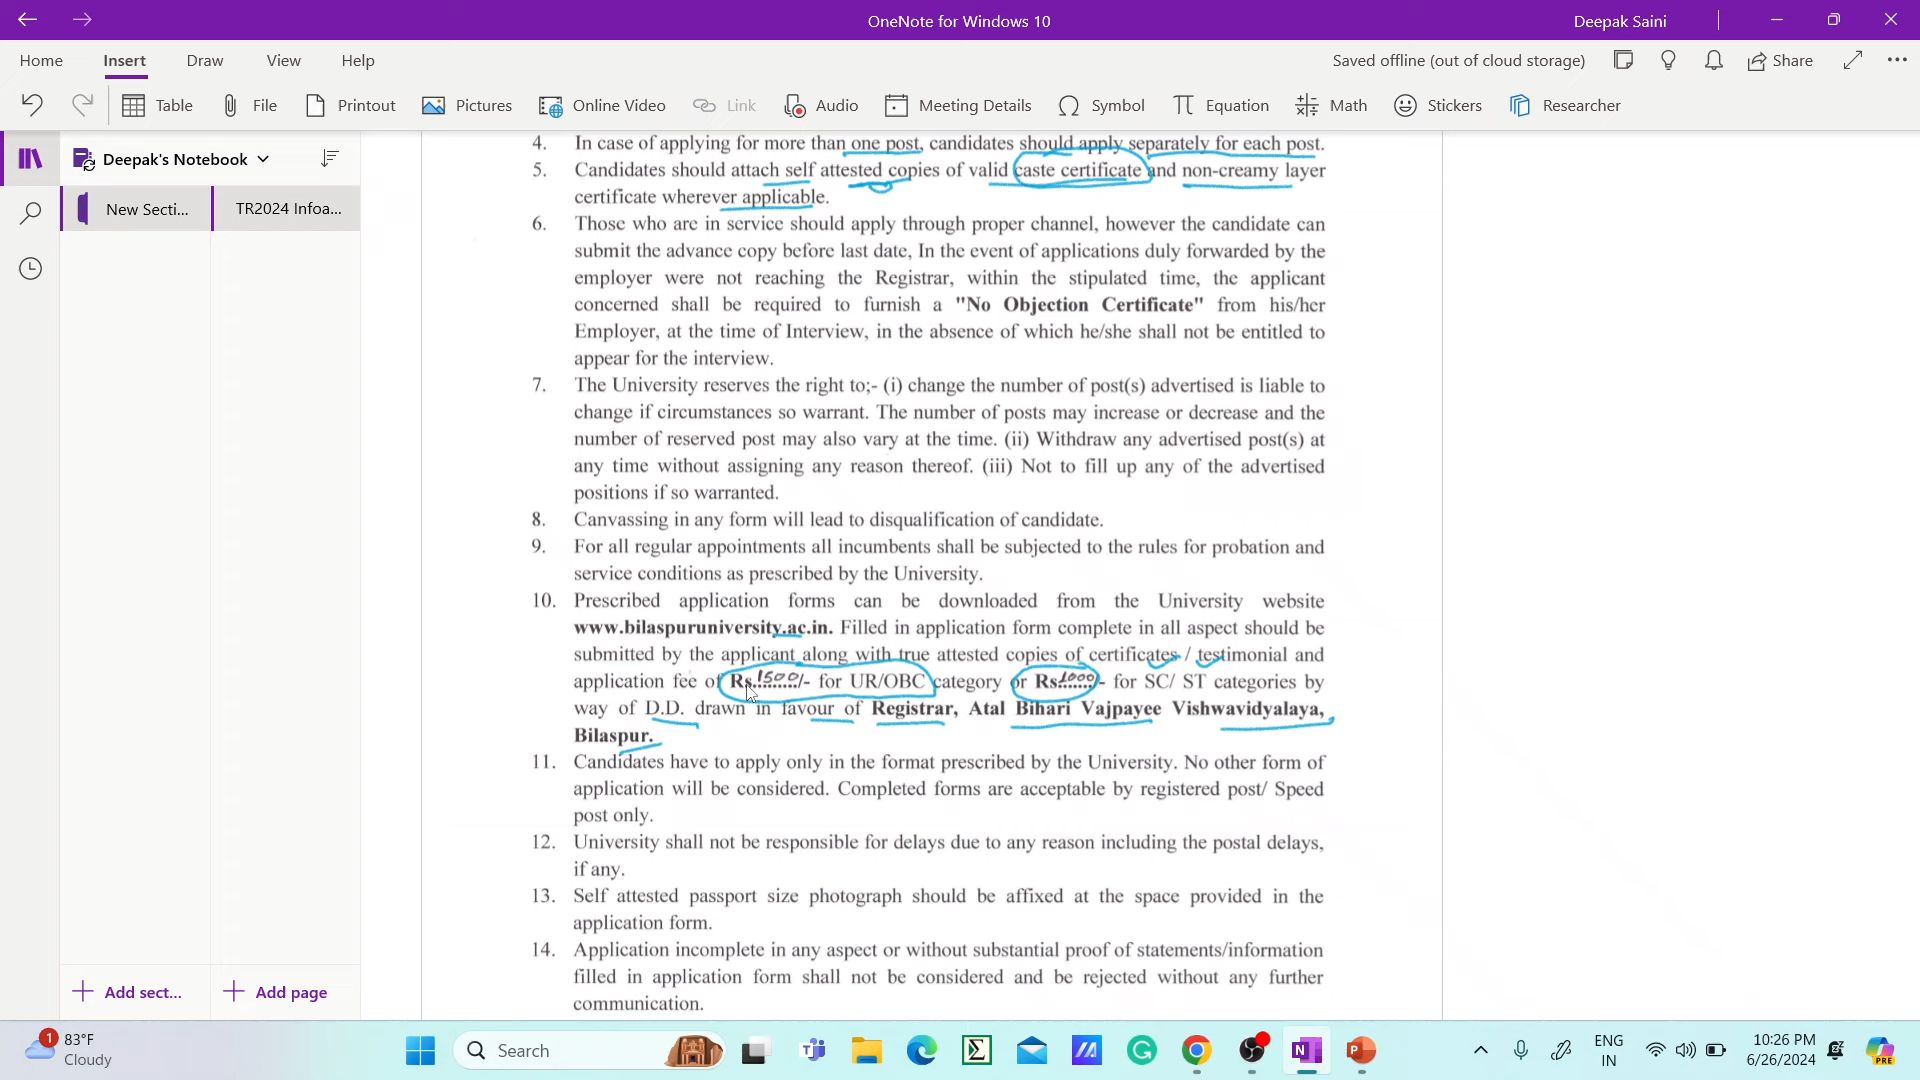 OneNote for Windows 10
Deepak Saini
Home Insert Draw View Help
Saved offline (out of cloud storage)
Share
Table File Printout Pictures Online Video Link Audio Meeting Details Symbol Equation Math Stickers Researcher
Deepak's Notebook
New Secti...
TR2024 Infoa...
4. In case of applying for more than one post, candidates should apply separately for each post.
5. Candidates should attach self attested copies of valid caste certificate and non-creamy layer
certificate wherever applicable.
6. Those who are in service should apply through proper channel, however the candidate can
submit the advance copy before last date, In the event of applications duly forwarded by the
employer were not reaching the Registrar, within the stipulated time, the applicant
concerned shall be required to furnish a "No Objection Certificate" from his/her
Employer, at the time of Interview, in the absence of which he/she shall not be entitled to
appear for the interview.
7. The University reserves the right to;- (i) change the number of post(s) advertised is liable to
change if circumstances so warrant. The number of posts may increase or decrease and the
number of reserved post may also vary at the time. (ii) Withdraw any advertised post(s) at
any time without assigning any reason thereof. (iii) Not to fill up any of the advertised
positions if so warranted.
8. Canvassing in any form will lead to disqualification of candidate.
9. For all regular appointments all incumbents shall be subjected to the rules for probation and
service conditions as prescribed by the University.
10. Prescribed application forms can be downloaded from the University website
www.bilaspuruniversity.ac.in. Filled in application form complete in all aspect should be
submitted by the applicant along with true attested copies of certificates / testimonial and
application fee of Rs.1500/- for UR/OBC category or Rs.1000/- for SC/ ST categories by
way of D.D. drawn in favour of Registrar, Atal Bihari Vajpayee Vishwavidyalaya,
Bilaspur.
11. Candidates have to apply only in the format prescribed by the University. No other form of
application will be considered. Completed forms are acceptable by registered post/ Speed
post only.
12. University shall not be responsible for delays due to any reason including the postal delays,
if any.
13. Self attested passport size photograph should be affixed at the space provided in the
application form.
14. Application incomplete in any aspect or without substantial proof of statements/information
filled in application form shall not be considered and be rejected without any further
communication.
Add sect...
Add page
1
83°F
Cloudy
Search
ENG
IN
10:26 PM
6/26/2024
PRE